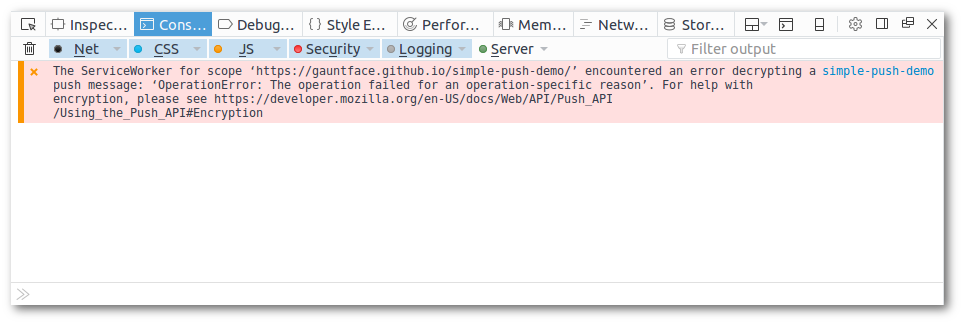 Inspec… Cons… Debug… Style E… Perfor… Mem… Netw… Stor…
Net CSS JS Security Logging Server Filter output
The ServiceWorker for scope ‘https://gauntface.github.io/simple-push-demo/’ encountered an error decrypting a simple-push-demo
push message: ‘OperationError: The operation failed for an operation-specific reason’. For help with
encryption, please see https://developer.mozilla.org/en-US/docs/Web/API/Push_API
/Using_the_Push_API#Encryption